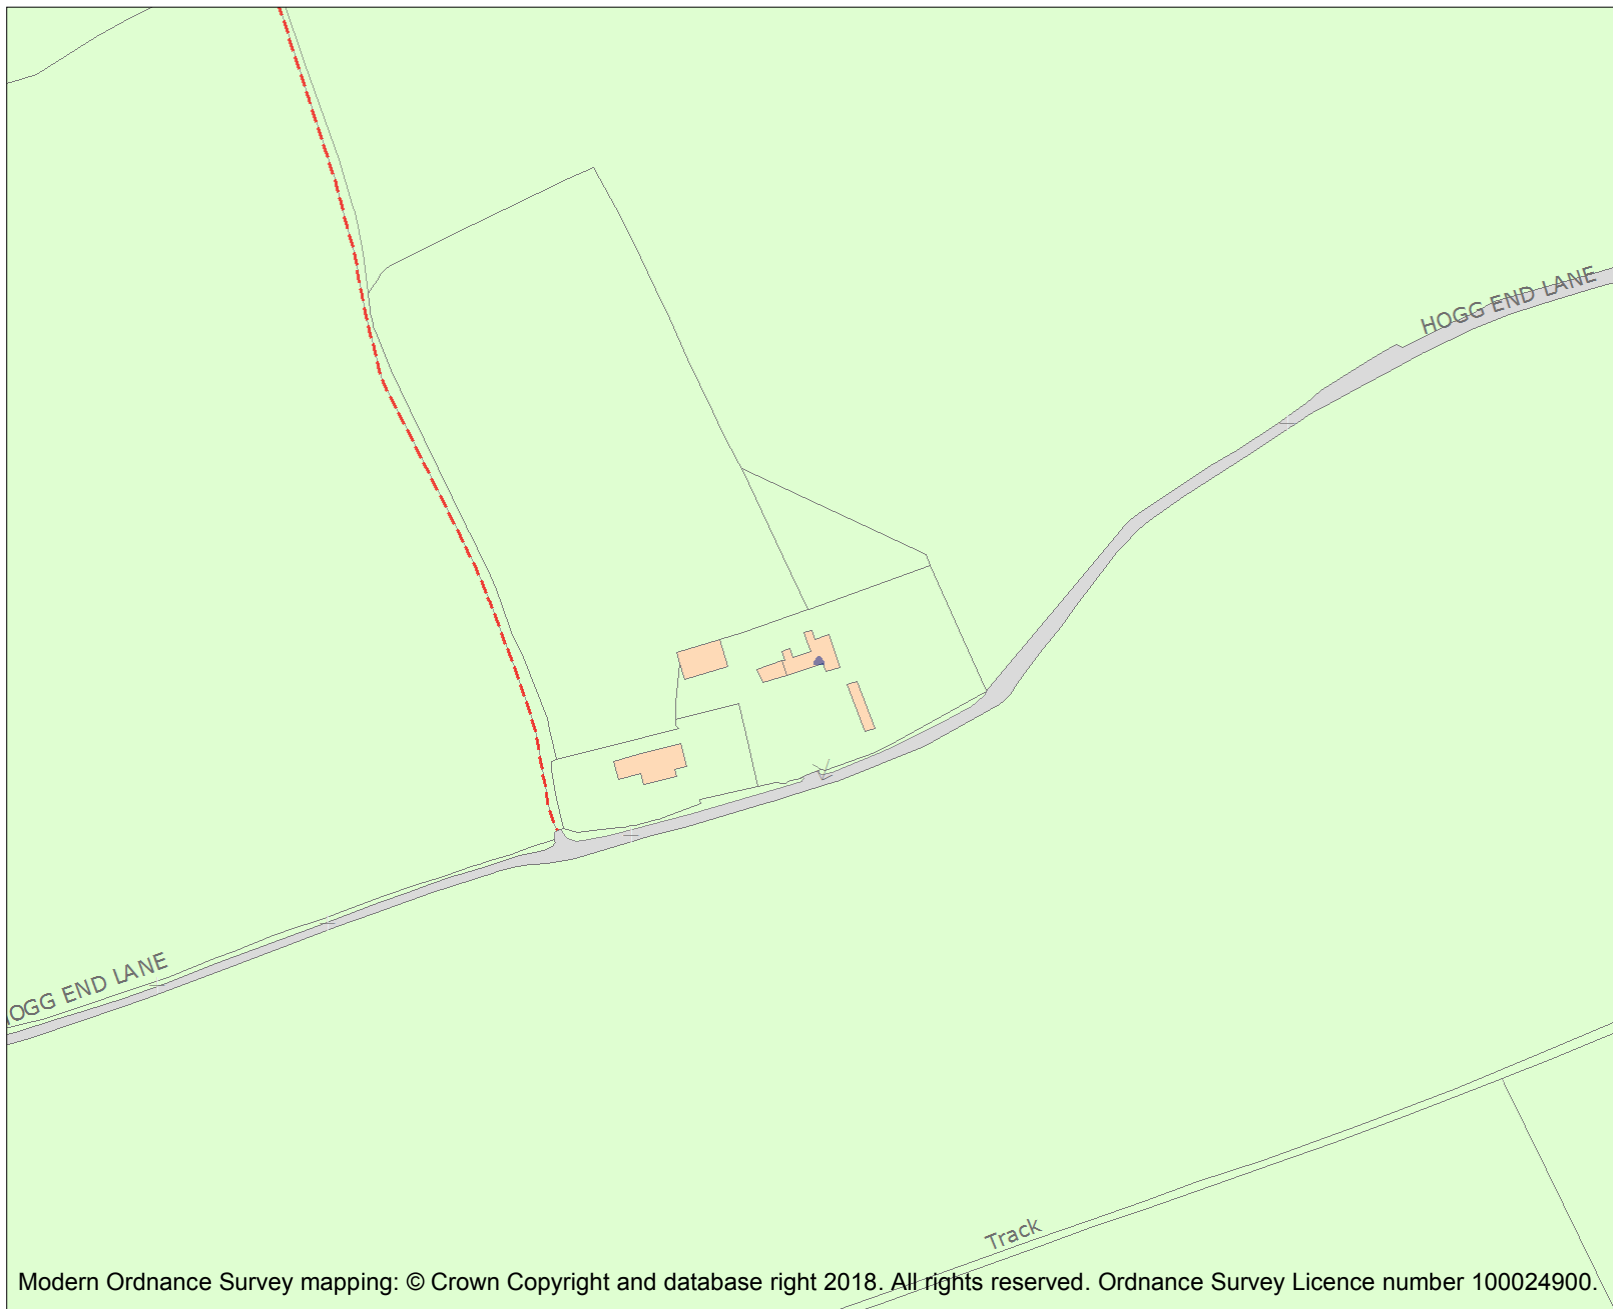 HOGG END LANE
OGG END LANE
Track
Modern Ordnance Survey mapping: © Crown Copyright and database right 2018. All rights reserved. Ordnance Survey Licence number 100024900.